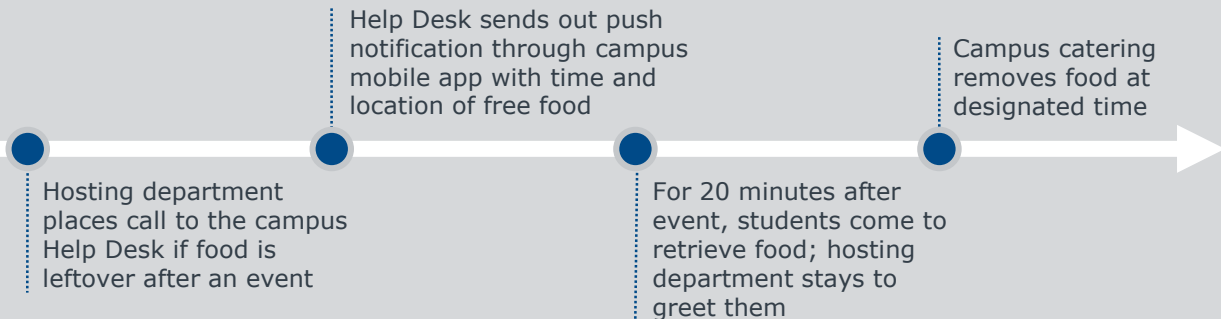 Hosting department
places call to the campus
Help Desk if food is
leftover after an event
Help Desk sends out push
notification through campus
mobile app with time and
location of free food
For 20 minutes after
event, students come to
retrieve food; hosting
department stays to
greet them
Campus catering
removes food at
designated time